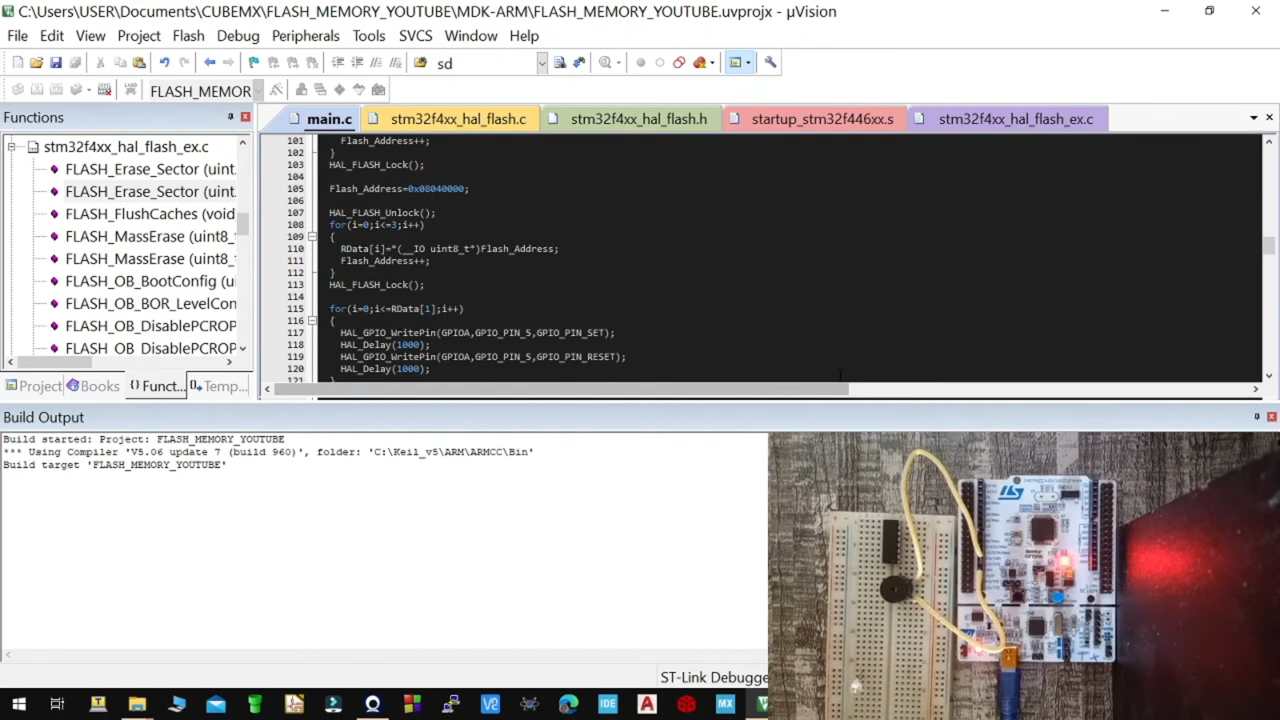 C:\Users\USER\Documents\CUBEMX\FLASH_MEMORY_YOUTUBE\MDK-ARM\FLASH_MEMORY_YOUTUBE.uvprojx - µVision
File Edit View Project Flash Debug Peripherals Tools SVCS Window Help
sd
LOAD FLASH_MEMOR
Functions
main.c stm32f4xx_hal_flash.c stm32f4xx_hal_flash.h startup_stm32f446xx.s stm32f4xx_hal_flash_ex.c
stm32f4xx_hal_flash_ex.c
FLASH_Erase_Sector (uint
FLASH_Erase_Sector (uint
FLASH_FlushCaches (void
FLASH_MassErase (uint8_
FLASH_MassErase (uint8_
FLASH_OB_BootConfig (u
FLASH_OB_BOR_LevelCon
FLASH_OB_DisablePCROP
FLASH_OB_DisablePCROP
Project Books {} Funct... Temp...
101 Flash_Address++;
102 }
103 HAL_FLASH_Lock();
104
105 Flash_Address=0x08040000;
106
107 HAL_FLASH_Unlock();
108 for(i=0;i<=3;i++)
109 {
110 RData[i]=*(__IO uint8_t*)Flash_Address;
111 Flash_Address++;
112 }
113 HAL_FLASH_Lock();
114
115 for(i=0;i<=RData[1];i++)
116 {
117 HAL_GPIO_WritePin(GPIOA,GPIO_PIN_5,GPIO_PIN_SET);
118 HAL_Delay(1000);
119 HAL_GPIO_WritePin(GPIOA,GPIO_PIN_5,GPIO_PIN_RESET);
120 HAL_Delay(1000);
121 }
Build Output
Build started: Project: FLASH_MEMORY_YOUTUBE
*** Using Compiler 'V5.06 update 7 (build 960)', folder: 'C:\Keil_v5\ARM\ARMCC\Bin'
Build target 'FLASH_MEMORY_YOUTUBE'
ST-Link Debugge
IDE
MX